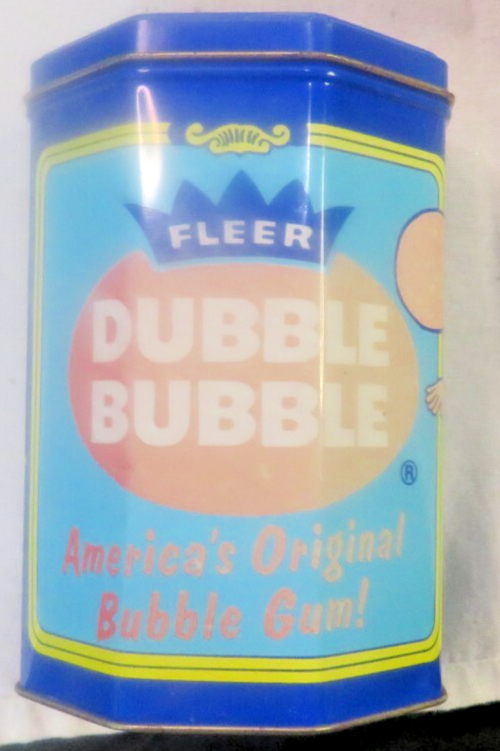 FLEER
DUBBLE
BUBBLE
®
America's Original
Bubble Gum!